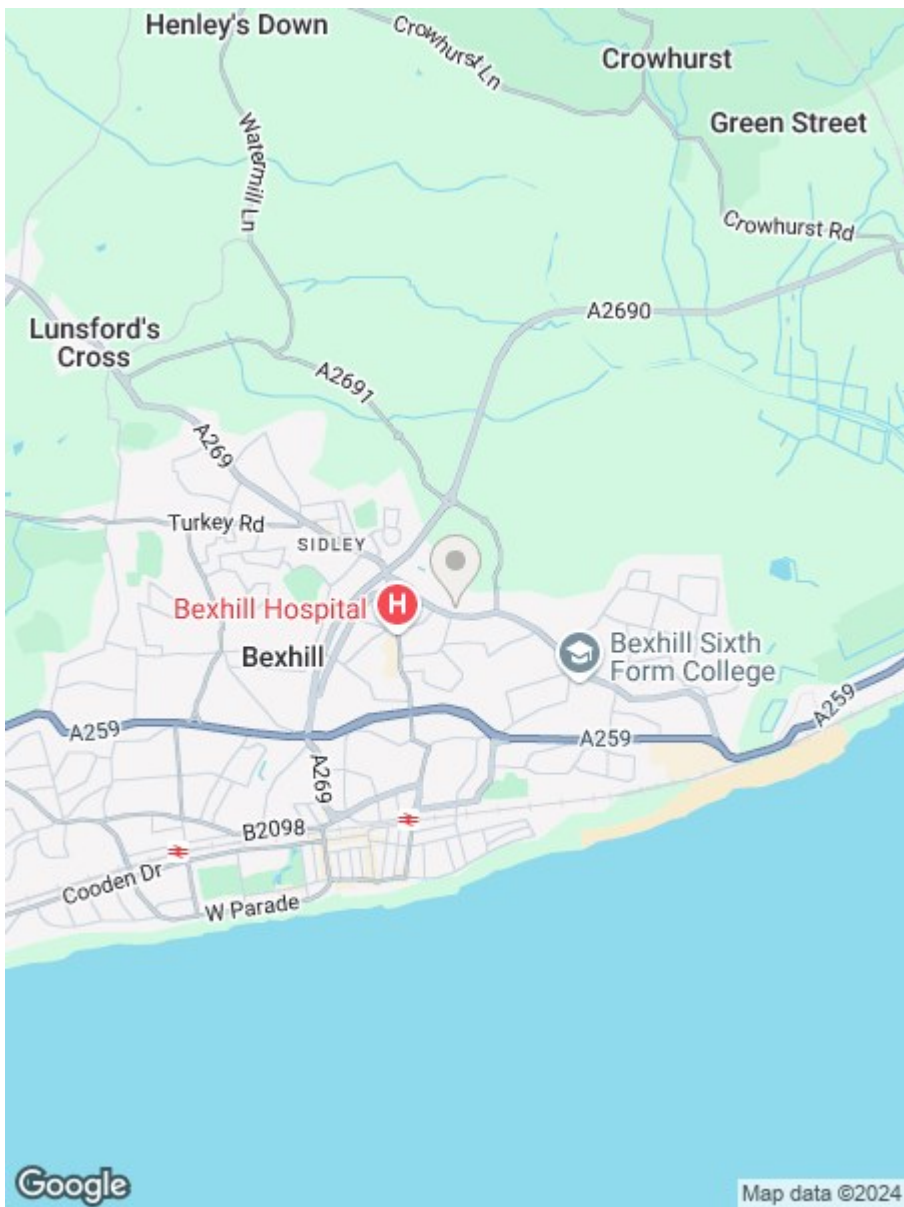 Henley's Down
Crowhurst Ln
Crowhurst
Green Street
Watermill Ln
Crowhurst Rd
A2690
Lunsford's
Cross
A2691
A269
Turkey Rd
SIDLEY
Bexhill Hospital
H
Bexhill
Bexhill Sixth
Form College
A259
A259
A259
A269
B2098
Cooden Dr
W Parade
Google
Map data ©2024